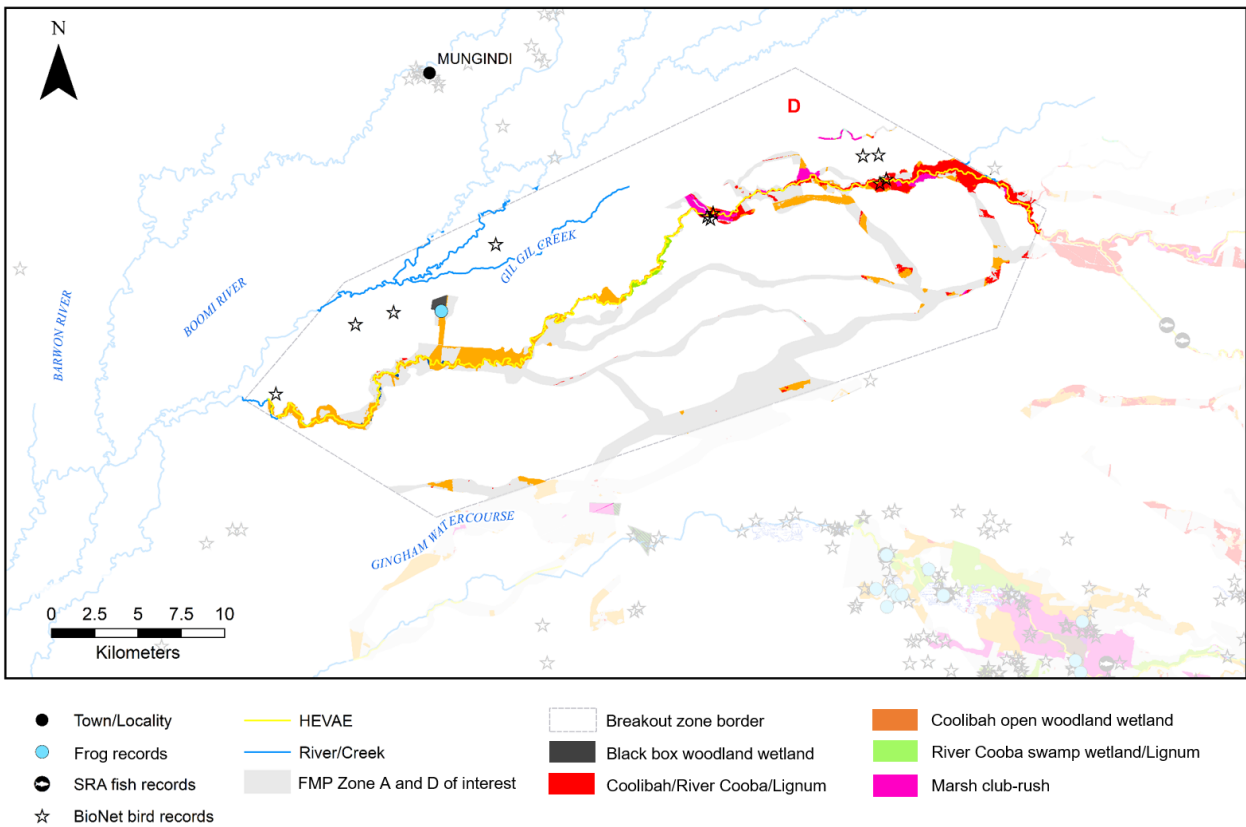 N
MUNGINDI
D
GIL GIL CREEK
BOOMI RIVER
BARWON RIVER
GINGHAM WATERCOURSE
0 2.5 5 7.5 10
Kilometers
Town/Locality
Frog records
SRA fish records
BioNet bird records
HEVAE
River/Creek
FMP Zone A and D of interest
Breakout zone border
Black box woodland wetland
Coolibah/River Cooba/Lignum
Coolibah open woodland wetland
River Cooba swamp wetland/Lignum
Marsh club-rush